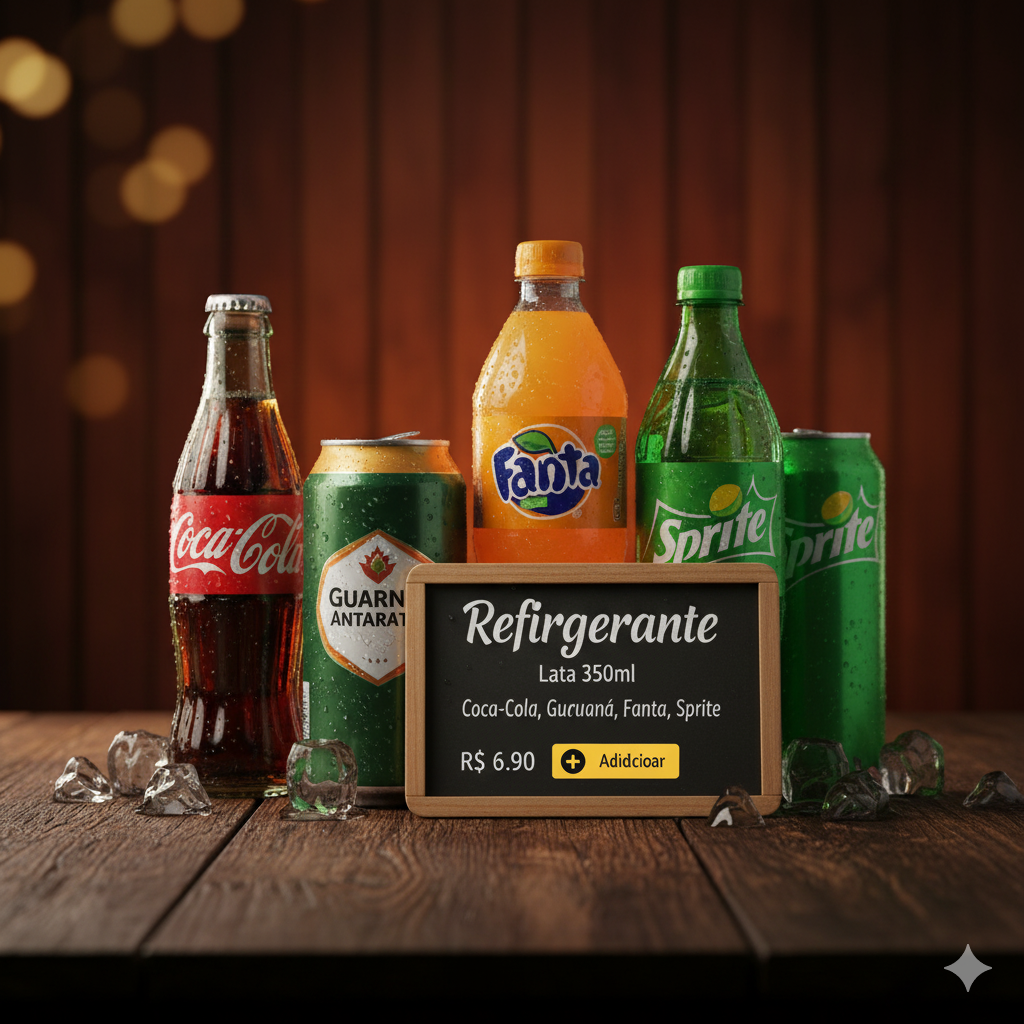 Coca-Cola
GUARN
ANTARAT
Fanta
Sprite
Sprite
Refirgerante
Lata 350ml
Coca-Cola, Gucuaná, Fanta, Sprite
R$ 6.90
Adidcioar